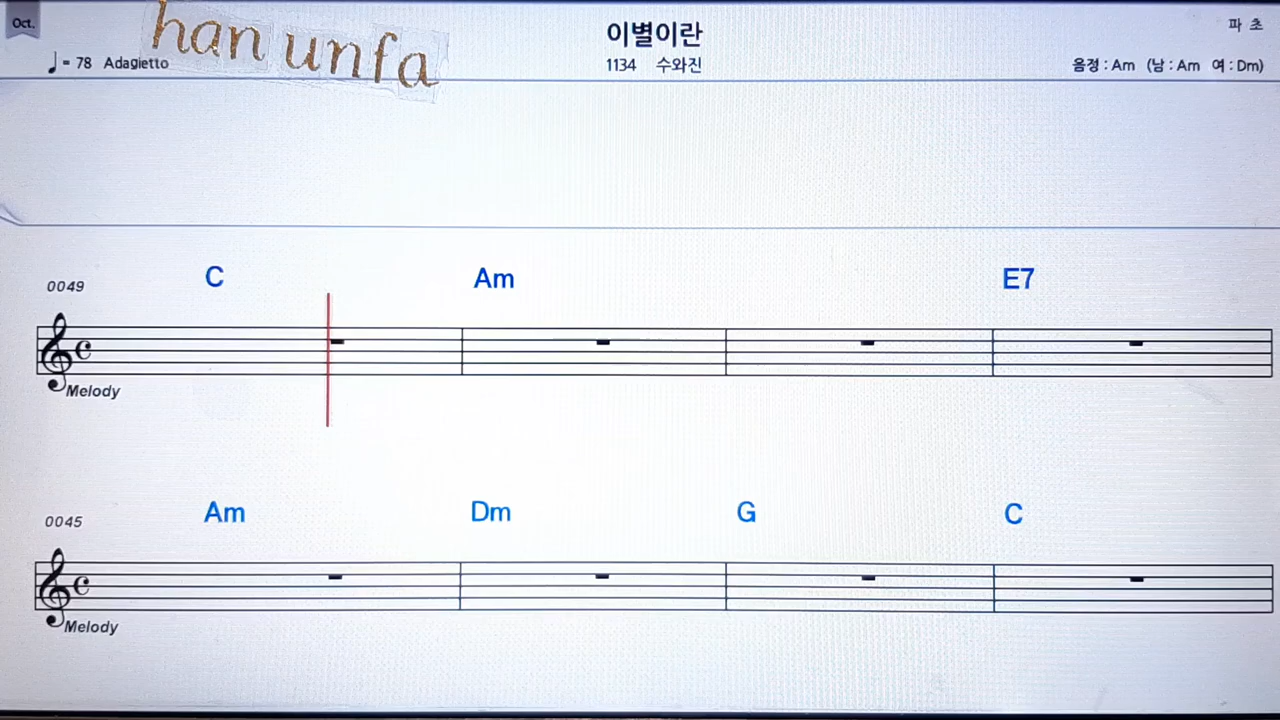 Oct.
han unfa
이별이란
파 초
♩ = 78 Adagietto
1134 수와진
음정 : Am (남 : Am 여 : Dm)
C Am E7
0049
Melody
Am Dm G C
0045
Melody